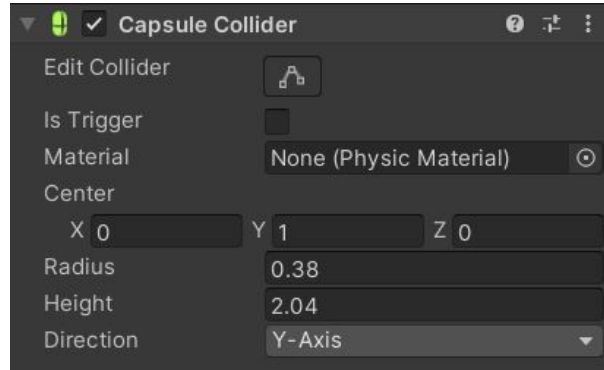 Capsule Collider
Edit Collider
Is Trigger
Material None (Physic Material)
Center
X 0 Y 1 Z 0
Radius 0.38
Height 2.04
Direction Y-Axis